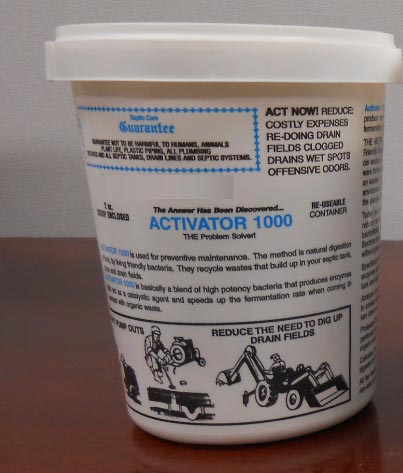 Septic Care
Guarantee
GUARANTEE NOT TO BE HARMFUL TO HUMANS, ANIMALS
PLANT LIFE, PLASTIC PIPING, ALL PLUMBING
AND ALL SEPTIC TANKS, DRAIN LINES AND SEPTIC SYSTEMS.
ACT NOW! REDUCE:
COSTLY EXPENSES
RE-DOING DRAIN
FIELDS CLOGGED
DRAINS WET SPOTS
OFFENSIVE ODORS.
1 oz.
SCOOP ENCLOSED
The Answer Has Been Discovered...
ACTIVATOR 1000
THE Problem Solver!
RE-USEABLE
CONTAINER
ACTIVATOR 1000 is used for preventive maintenance. The method is natural digestion
by living friendly bacteria. They recycle wastes that build up in your septic tank,
and drain fields.
ACTIVATOR 1000 is basically a blend of high potency bacteria that produces enzymes
act as a catalystic agent and speeds up the fermentation rate when coming in
with organic waste.
PUMP OUTS
REDUCE THE NEED TO DIG UP
DRAIN FIELDS